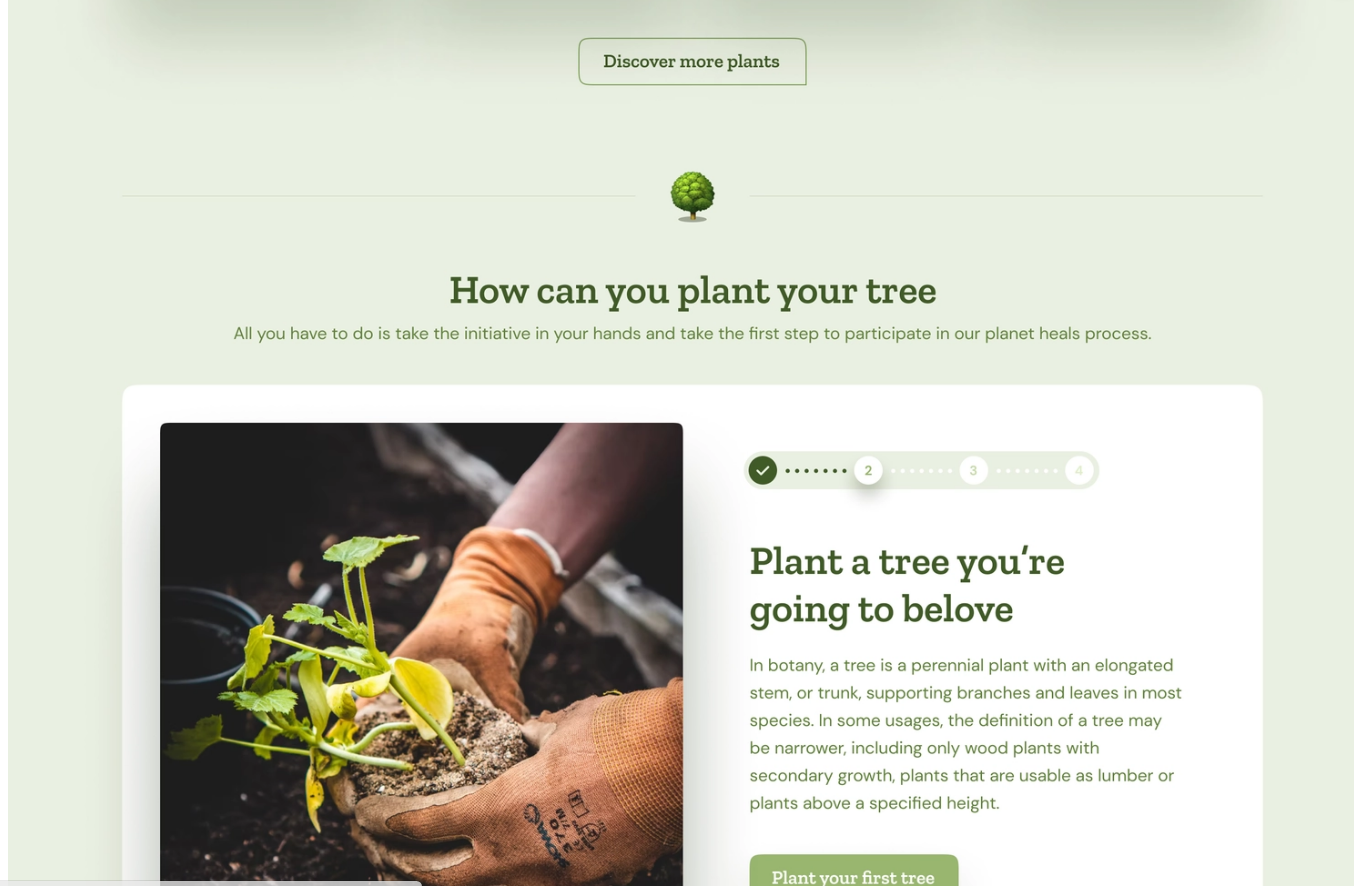 Discover more plants
How can you plant your tree
All you have to do is take the initiative in your hands and take the first step to participate in our planet heals process.
2
3
4
Plant a tree you’re
going to belove
In botany, a tree is a perennial plant with an elongated
stem, or trunk, supporting branches and leaves in most
species. In some usages, the definition of a tree may
be narrower, including only wood plants with
secondary growth, plants that are usable as lumber or
plants above a specified height.
Plant your first tree